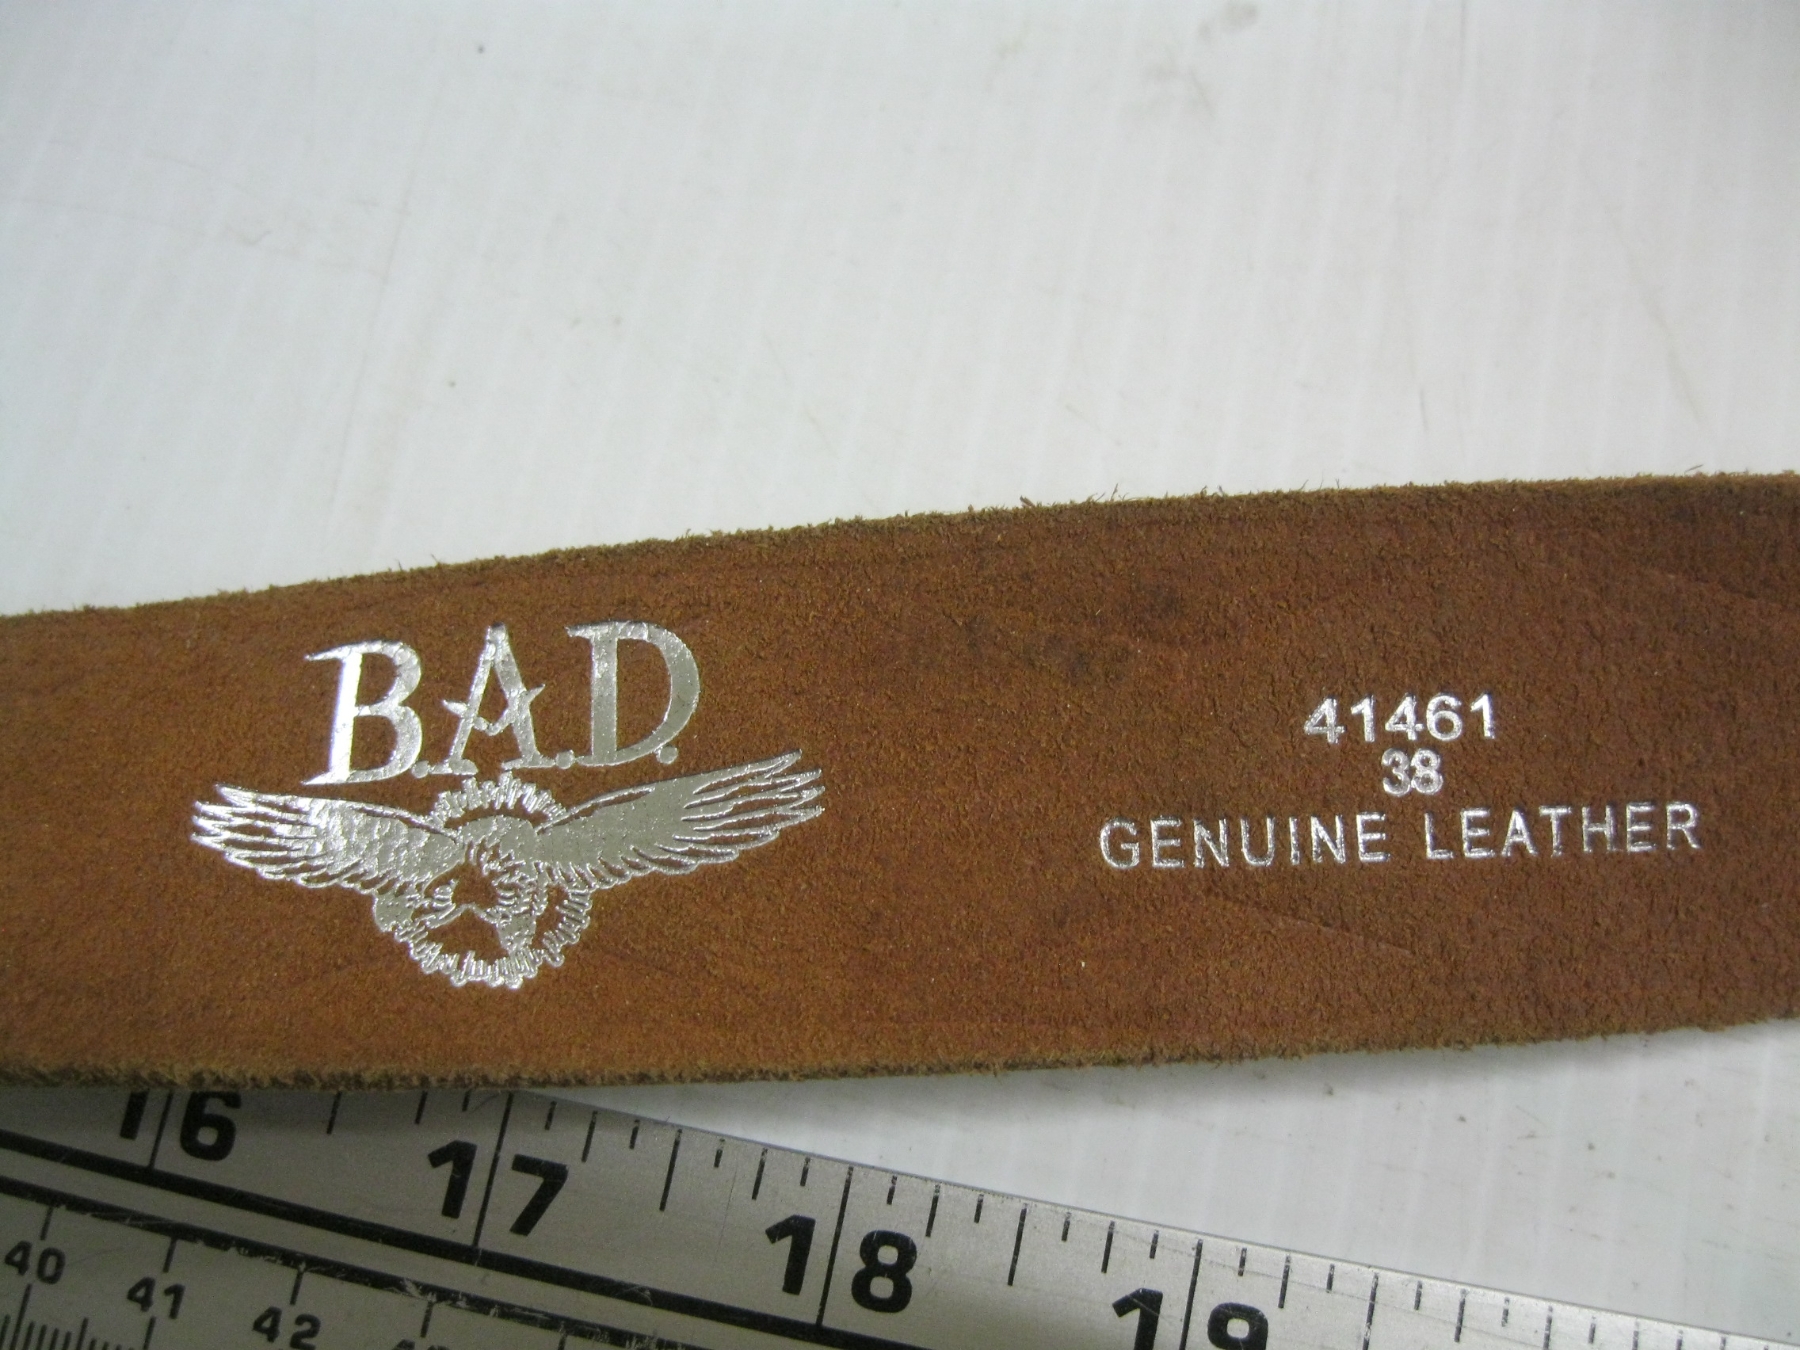 B.A.D.
41461
38
GENUINE LEATHER
16 17 18 19
40 41 42